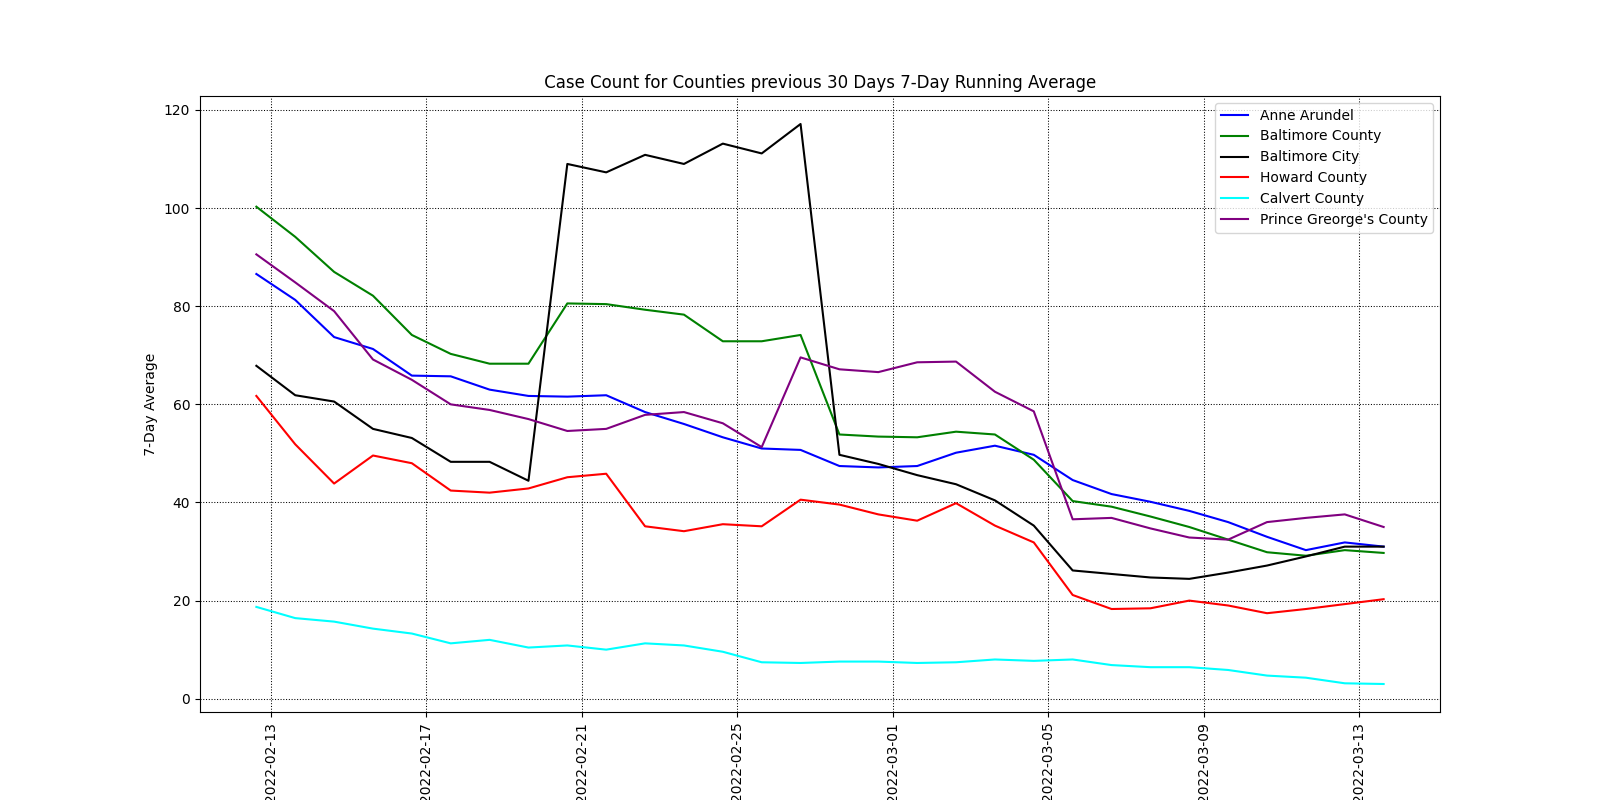 Case Count for Counties previous 30 Days 7-Day Running Average
120
100
80
60
40
20
0
7-Day Average
Anne Arundel
Baltimore County
Baltimore City
Howard County
Calvert County
Prince Greorge's County
2022-02-13
2022-02-17
2022-02-21
2022-02-25
2022-03-01
2022-03-05
2022-03-09
2022-03-13